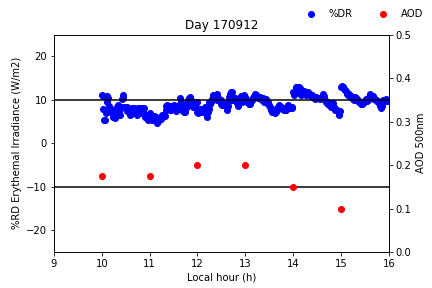 %DR AOD
Day 170912
%RD Erythemal Irradiance (W/m2)
20
10
0
−10
−20
0.5
0.4
0.3
0.2
0.1
0.0
AOD 500nm
9 10 11 12 13 14 15 16
Local hour (h)